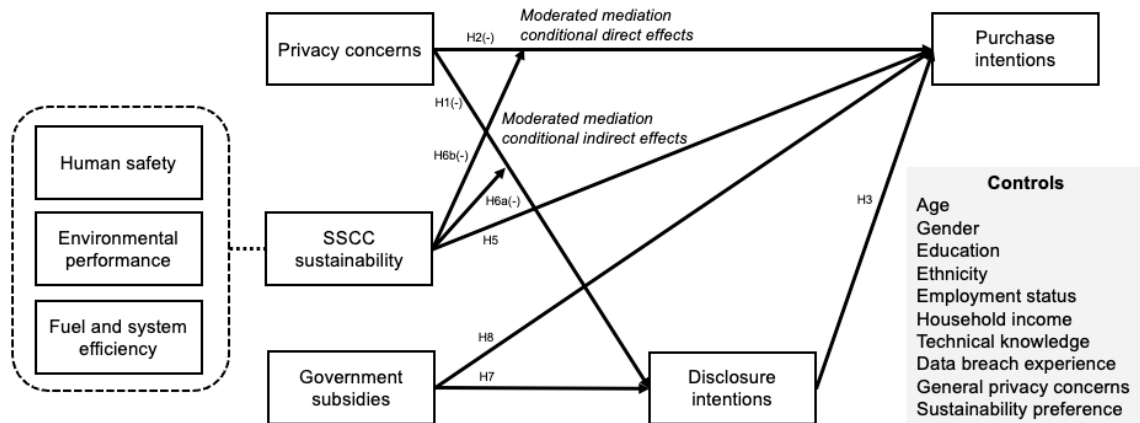 Moderated mediation
conditional direct effects
Privacy concerns
H2(-)
Purchase
intentions
H1(-)
Moderated mediation
conditional indirect effects
Human safety
H6b(-)
H6a(-)
Environmental
performance
SSCC
sustainability
H5
H3
Fuel and system
efficiency
H8
Government
subsidies
H7
Disclosure
intentions
Controls
Age
Gender
Education
Ethnicity
Employment status
Household income
Technical knowledge
Data breach experience
General privacy concerns
Sustainability preference